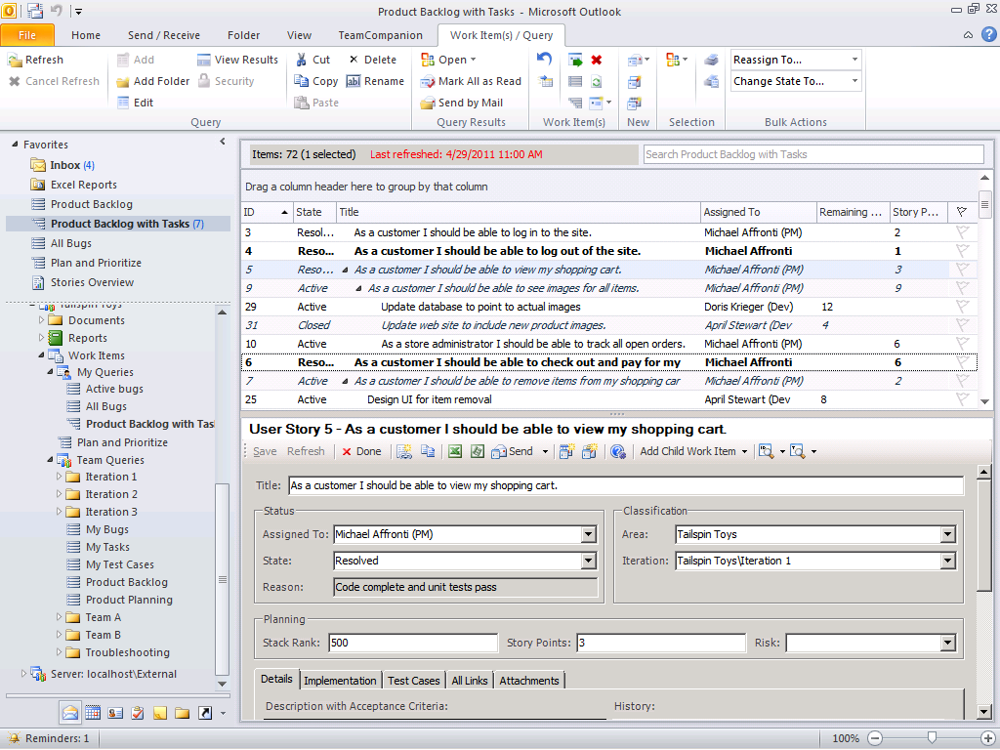 Product Backlog with Tasks - Microsoft Outlook
File Home Send / Receive Folder View TeamCompanion Work Item(s) / Query
Refresh
Cancel Refresh
Add
Add Folder
Edit
View Results
Security
Query
Cut
Copy
Paste
Delete
Rename
Open
Mark All as Read
Send by Mail
Query Results
Work Item(s)
New
Selection
Reassign To...
Change State To...
Bulk Actions
Favorites
Inbox (4)
Excel Reports
Product Backlog
Product Backlog with Tasks (7)
All Bugs
Plan and Prioritize
Stories Overview
Tailspin Toys
Documents
Reports
Work Items
My Queries
Active bugs
All Bugs
Product Backlog with Tas
Plan and Prioritize
Team Queries
Iteration 1
Iteration 2
Iteration 3
My Bugs
My Tasks
My Test Cases
Product Backlog
Product Planning
Team A
Team B
Troubleshooting
Server: localhost\External
Items: 72 (1 selected) Last refreshed: 4/29/2011 11:00 AM
Search Product Backlog with Tasks
Drag a column header here to group by that column
ID State Title Assigned To Remaining ... Story P...
3 Resol... As a customer I should be able to log in to the site. Michael Affronti (PM) 2
4 Reso... As a customer I should be able to log out of the site. Michael Affronti 1
5 Reso... As a customer I should be able to view my shopping cart. Michael Affronti (PM) 3
9 Active As a customer I should be able to see images for all items. Michael Affronti (PM) 9
29 Active Update database to point to actual images Doris Krieger (Dev) 12
31 Closed Update web site to include new product images. April Stewart (Dev 4
10 Active As a store administrator I should be able to track all open orders. Michael Affronti (PM) 6
6 Reso... As a customer I should be able to check out and pay for my Michael Affronti 6
7 Active As a customer I should be able to remove items from my shopping car Michael Affronti (PM) 2
25 Active Design UI for item removal April Stewart (Dev 8
User Story 5 - As a customer I should be able to view my shopping cart.
Save Refresh Done Send Add Child Work Item
Title: As a customer I should be able to view my shopping cart.
Status
Assigned To: Michael Affronti (PM)
State: Resolved
Reason: Code complete and unit tests pass
Classification
Area: Tailspin Toys
Iteration: Tailspin Toys\Iteration 1
Planning
Stack Rank: 500 Story Points: 3 Risk:
Details Implementation Test Cases All Links Attachments
Description with Acceptance Criteria: History:
Reminders: 1
100%